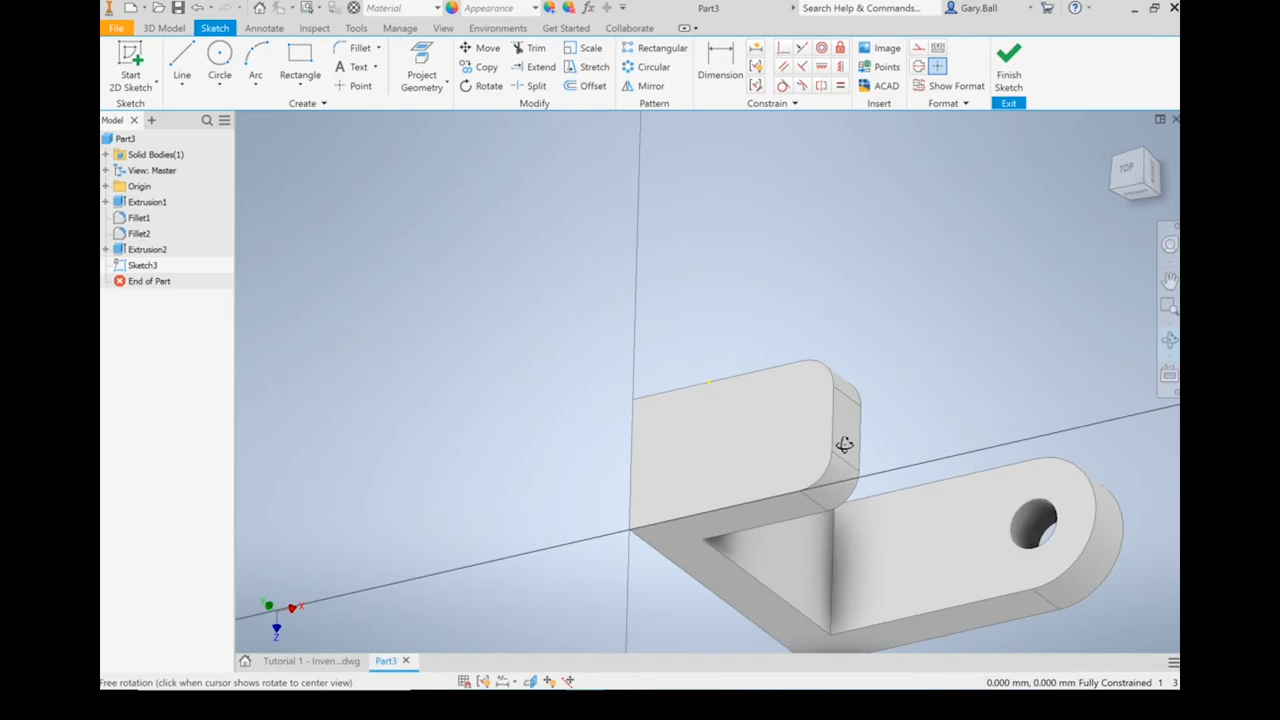 Material
Appearance
Part3
Search Help & Commands...
Gary.Ball
File 3D Model Sketch Annotate Inspect Tools Manage View Environments Get Started Collaborate
Start
2D Sketch
Line
Circle
Arc
Rectangle
Fillet
Text
Point
Project
Geometry
Move
Copy
Rotate
Trim
Extend
Split
Scale
Stretch
Offset
Rectangular
Circular
Mirror
Dimension
Image
Points
ACAD
Show Format
Finish
Sketch
Sketch
Create
Modify
Pattern
Constrain
Insert
Format
Exit
Model
Part3
Solid Bodies(1)
View: Master
Origin
Extrusion1
Fillet1
Fillet2
Extrusion2
Sketch3
End of Part
TOP
X
Z
Tutorial 1 - Inven....dwg
Part3
Free rotation (click when cursor shows rotate to center view)
0.000 mm, 0.000 mm Fully Constrained 1 3